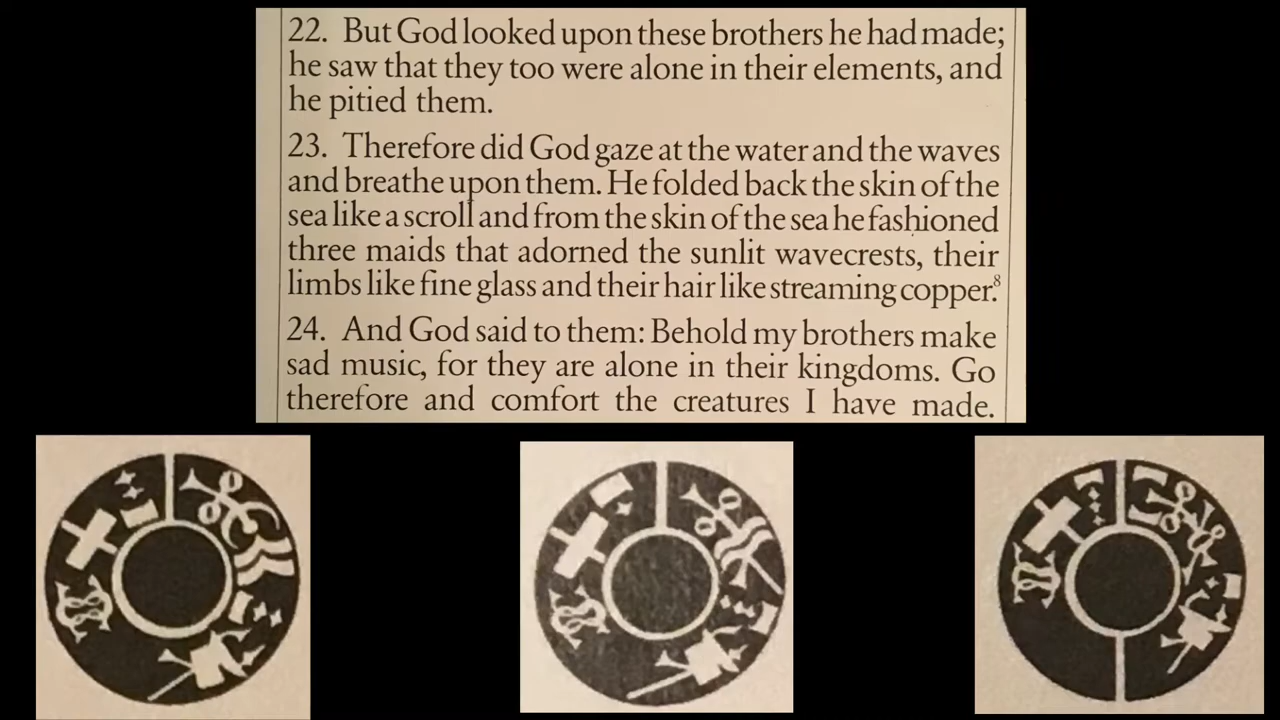 22. But God looked upon these brothers he had made;
he saw that they too were alone in their elements, and
he pitied them.
23. Therefore did God gaze at the water and the waves
and breathe upon them. He folded back the skin of the
sea like a scroll and from the skin of the sea he fashioned
three maids that adorned the sunlit wavecrests, their
limbs like fine glass and their hair like streaming copper.⁸
24. And God said to them: Behold my brothers make
sad music, for they are alone in their kingdoms. Go
therefore and comfort the creatures I have made.